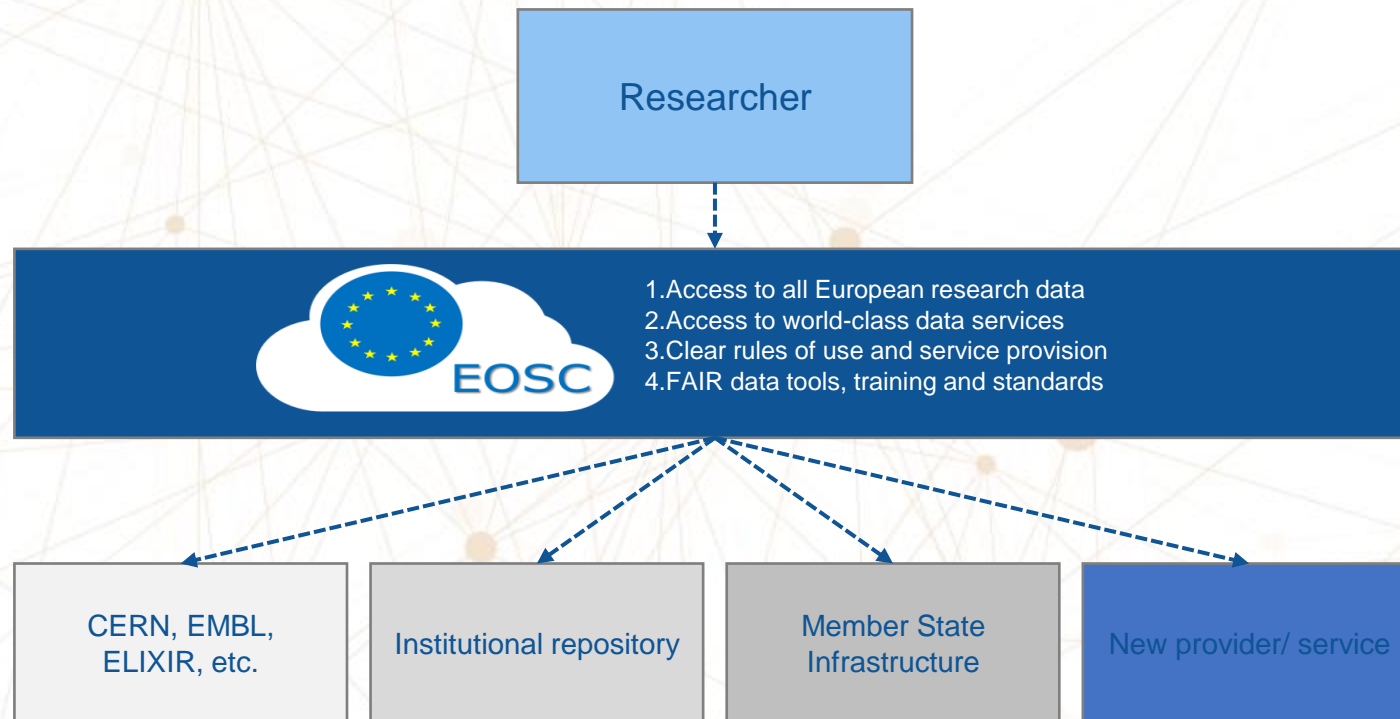 Researcher
EOSC
1.Access to all European research data
2.Access to world-class data services
3.Clear rules of use and service provision
4.FAIR data tools, training and standards
CERN, EMBL,
ELIXIR, etc.
Institutional repository
Member State
Infrastructure
New provider/ service